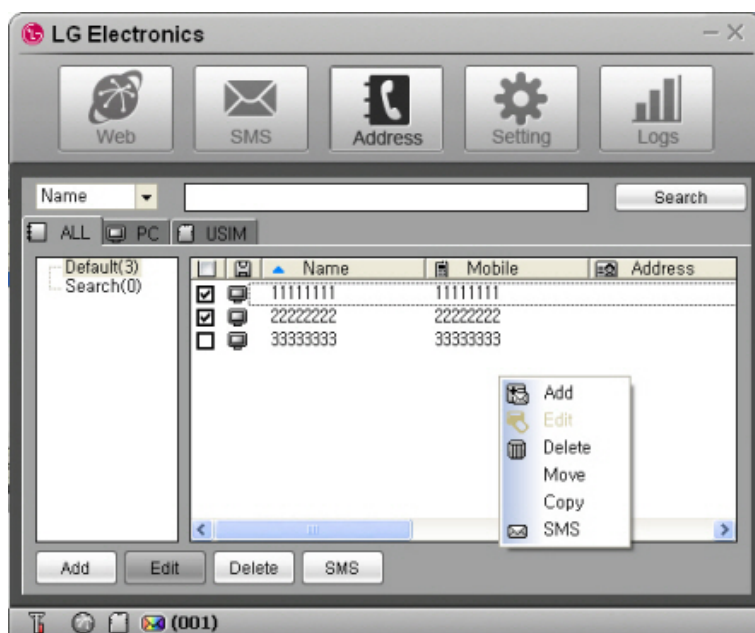 LG Electronics
Web SMS Address Setting Logs
Name Search
ALL PC USIM
Default(3)
Search(0)
Name Mobile Address
11111111 11111111
22222222 22222222
33333333 33333333
Add
Edit
Delete
Move
Copy
SMS
Add Edit Delete SMS
(001)